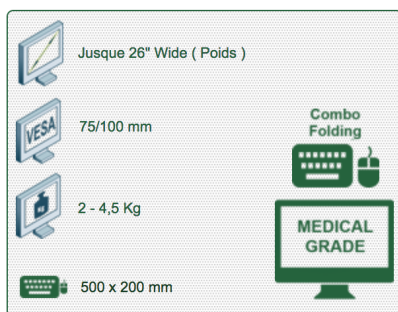 Jusque 26" Wide ( Poids )
VESA
75/100 mm
Combo
Folding
KG
2 - 4,5 Kg
MEDICAL
GRADE
500 x 200 mm